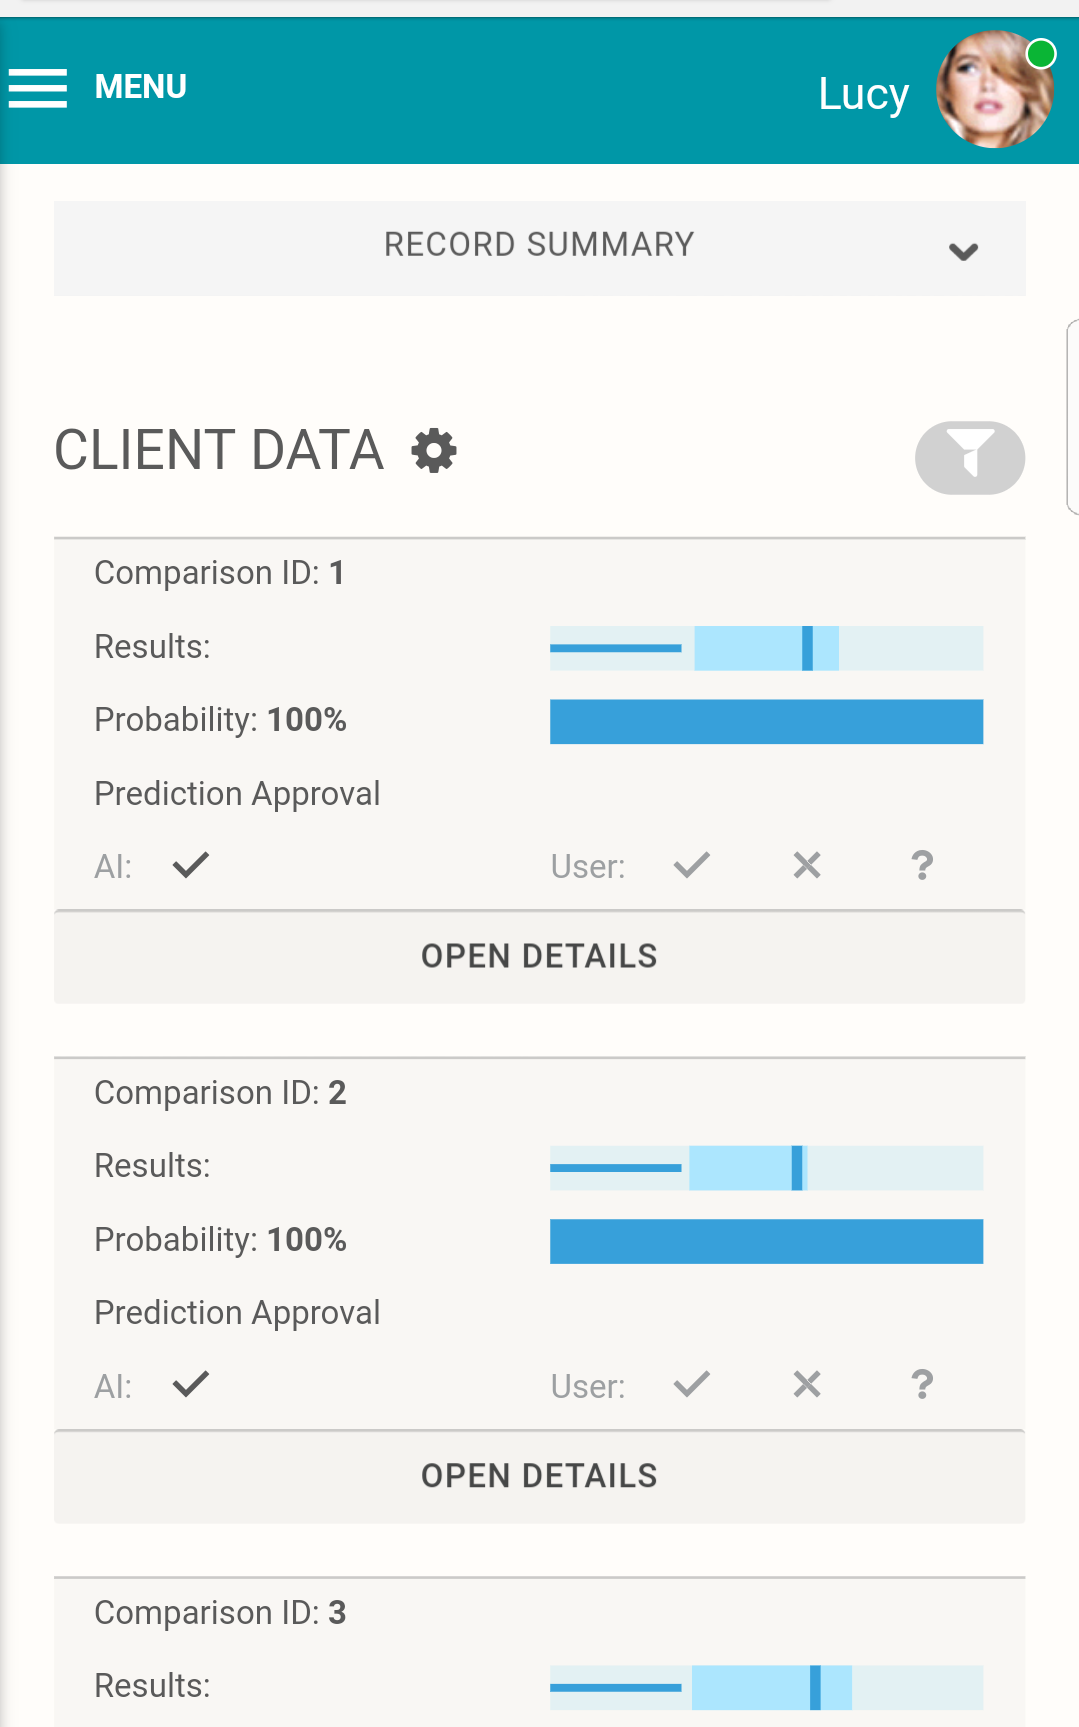 MENU
Lucy
RECORD SUMMARY
CLIENT DATA
Comparison ID: 1
Results:
Probability: 100%
Prediction Approval
AI:
User:
?
OPEN DETAILS
Comparison ID: 2
Results:
Probability: 100%
Prediction Approval
AI:
User:
?
OPEN DETAILS
Comparison ID: 3
Results: